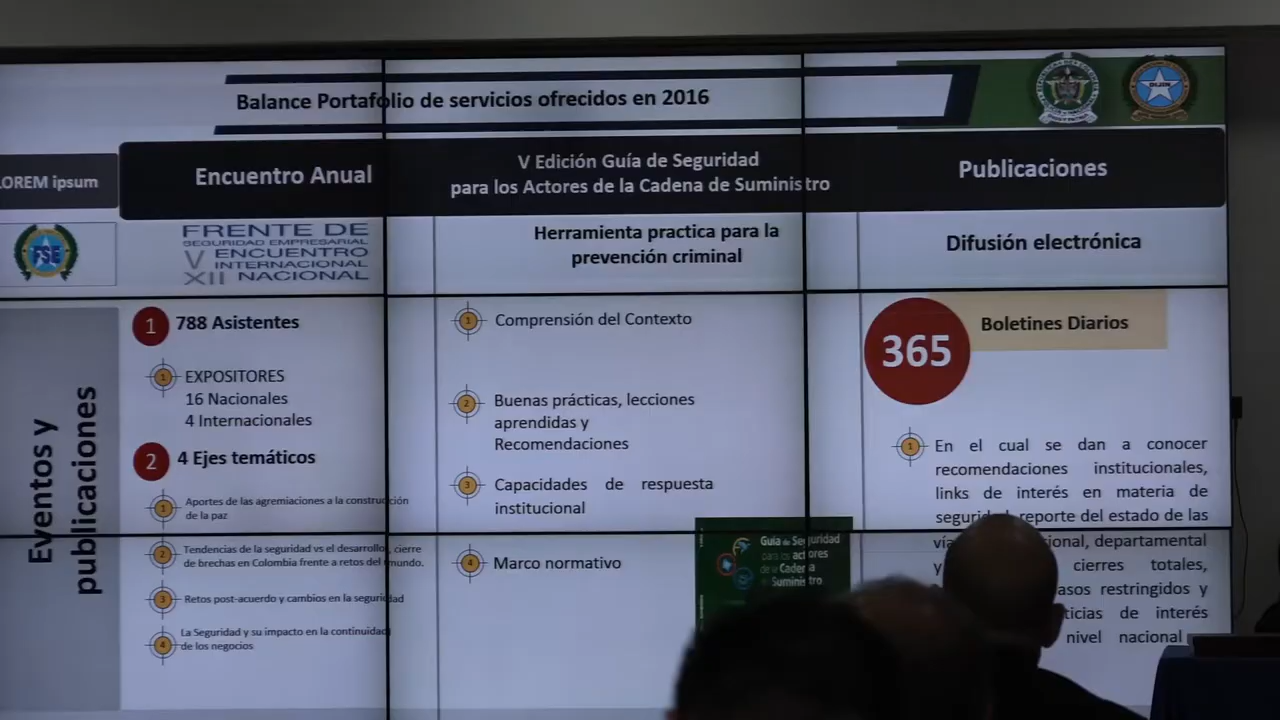 Balance Portafolio de servicios ofrecidos en 2016
LOREM ipsum
Encuentro Anual
V Edición Guía de Seguridad
para los Actores de la Cadena de Suministro
Publicaciones
FSE
FRENTE DE
SEGURIDAD EMPRESARIAL
V ENCUENTRO
INTERNACIONAL
XII NACIONAL
Herramienta practica para la
prevención criminal
Difusión electrónica
Eventos y
publicaciones
1 788 Asistentes
1 EXPOSITORES
16 Nacionales
4 Internacionales
2 4 Ejes temáticos
1 Aportes de las agremiaciones a la construcción
de la paz
2 Tendencias de la seguridad vs el desarrollo, cierre
de brechas en Colombia frente a retos del mundo.
3 Retos post-acuerdo y cambios en la seguridad
4 La Seguridad y su impacto en la continuidad
de los negocios
1 Comprensión del Contexto
2 Buenas prácticas, lecciones
aprendidas y
Recomendaciones
3 Capacidades de respuesta
institucional
4 Marco normativo
Guía de Seguridad
para los actores
de la Cadena
de Suministro
365
Boletines Diarios
1 En el cual se dan a conocer
recomendaciones institucionales,
links de interés en materia de
seguridad, reporte del estado de las
departamental
y cierres totales,
restringidos y
de interés
nivel nacional